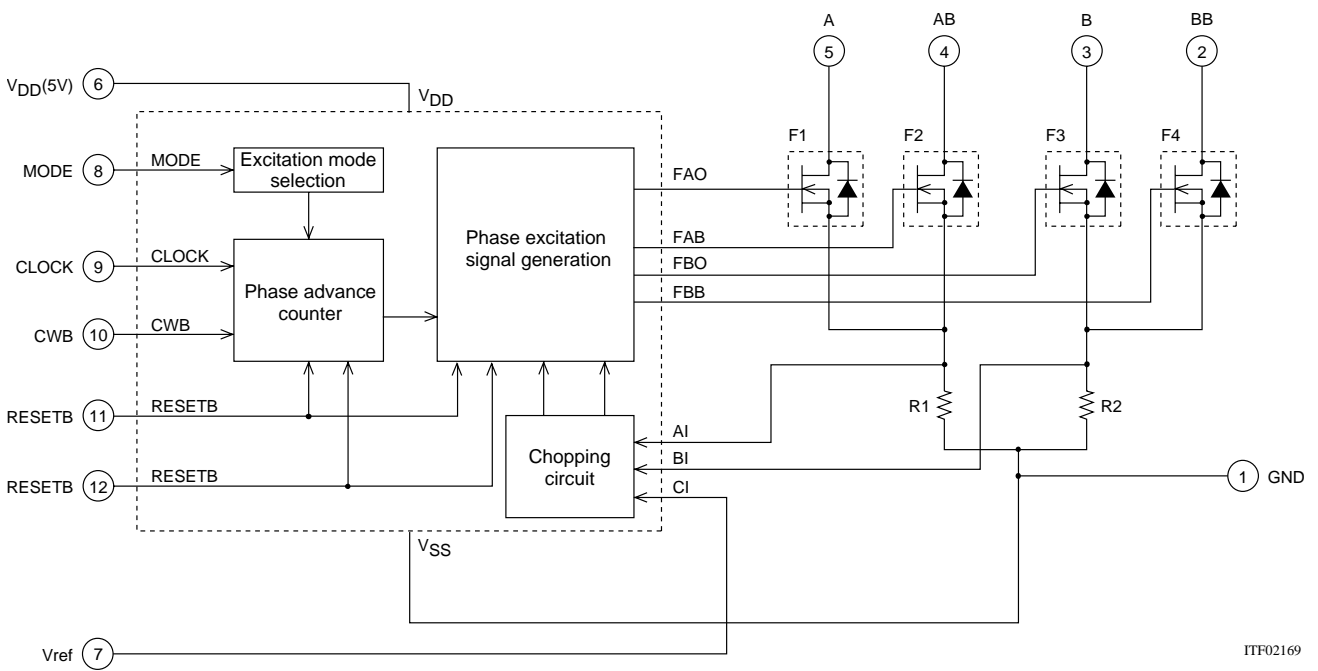 A AB B BB
5 4 3 2
VDD(5V) 6
VDD
F1 F2 F3 F4
MODE 8 MODE
Excitation mode
selection
FAO
Phase excitation
signal generation
FAB
CLOCK 9 CLOCK
FBO
Phase advance
counter
FBB
CWB 10 CWB
RESETB 11 RESETB
R1 R2
AI
Chopping
circuit
BI
RESETB 12 RESETB
CI
1 GND
VSS
Vref 7
ITF02169